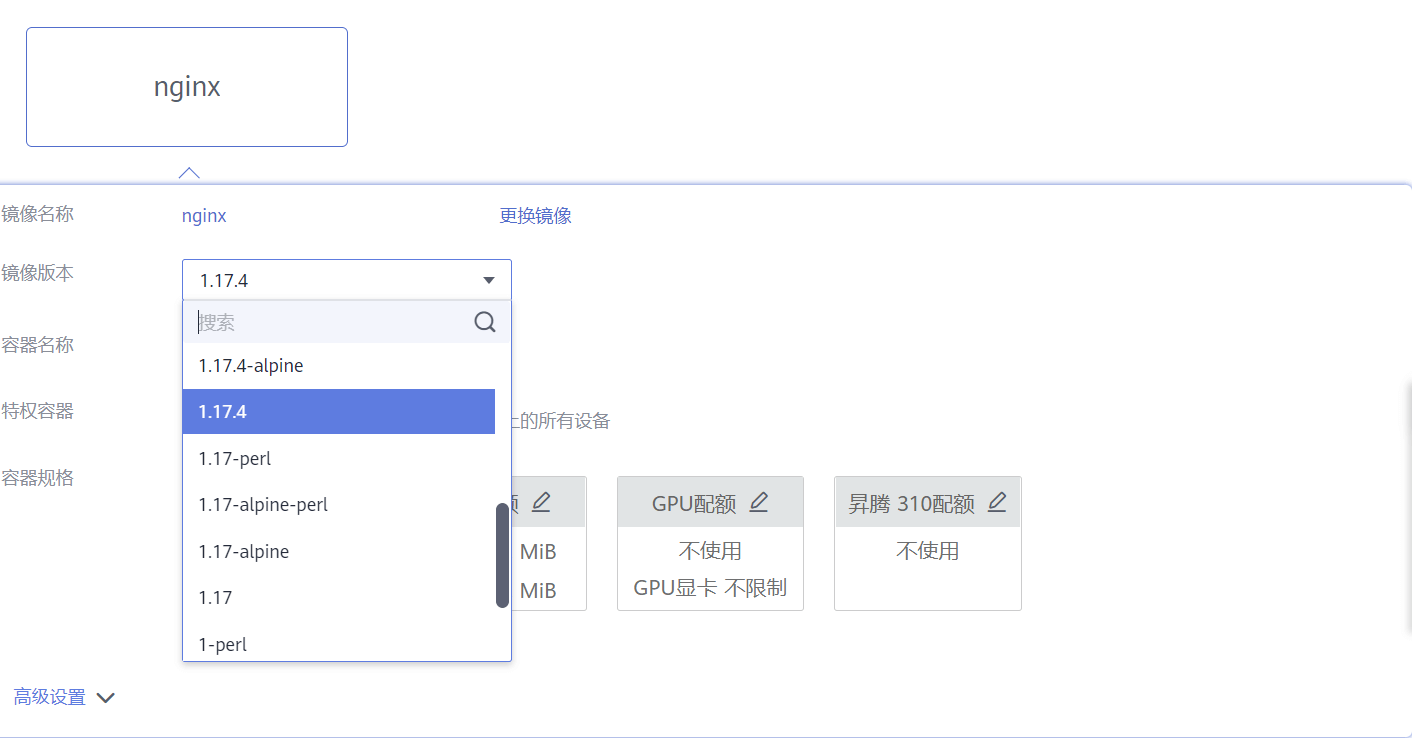 nginx
镜像名称
nginx
更换镜像
镜像版本
1.17.4
搜索
容器名称
1.17.4-alpine
特权容器
1.17.4
上的所有设备
1.17-perl
容器规格
GPU配额
昇腾 310配额
1.17-alpine-perl
1.17-alpine
MiB
不使用
不使用
1.17
MiB
GPU显卡 不限制
1-perl
高级设置